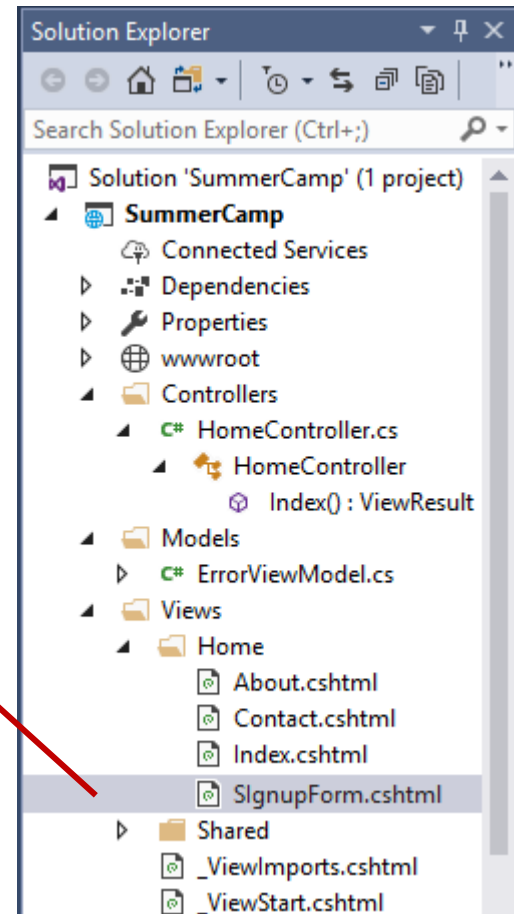 Solution Explorer
Search Solution Explorer (Ctrl+;)
Solution 'SummerCamp' (1 project)
SummerCamp
Connected Services
Dependencies
Properties
wwwroot
Controllers
C# HomeController.cs
HomeController
Index() : ViewResult
Models
C# ErrorViewModel.cs
Views
Home
About.cshtml
Contact.cshtml
Index.cshtml
SIgnupForm.cshtml
Shared
_ViewImports.cshtml
_ViewStart.cshtml